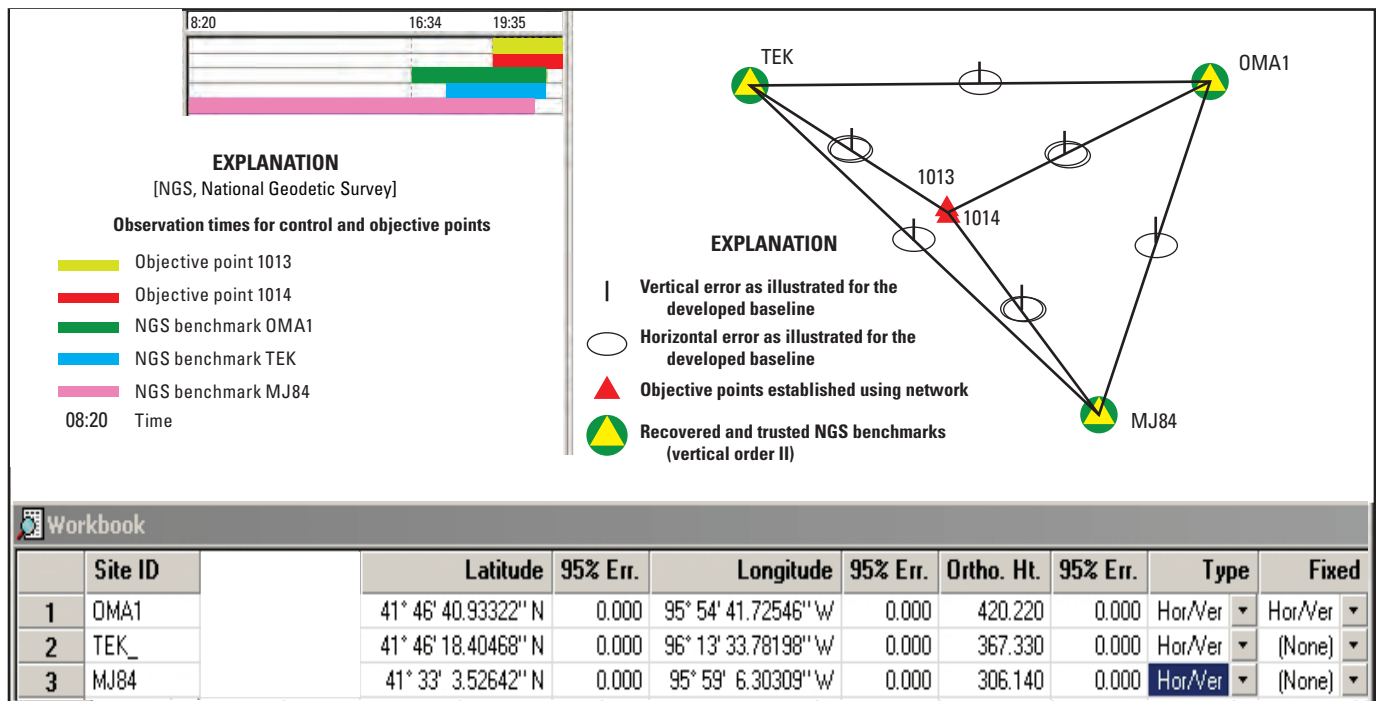 8:20 16:34 19:35
EXPLANATION
[NGS, National Geodetic Survey]
Observation times for control and objective points
Objective point 1013
Objective point 1014
NGS benchmark OMA1
NGS benchmark TEK
NGS benchmark MJ84
08:20 Time
TEK
OMA1
1013
1014
MJ84
EXPLANATION
Vertical error as illustrated for the
developed baseline
Horizontal error as illustrated for the
developed baseline
Objective points established using network
Recovered and trusted NGS benchmarks
(vertical order II)
Workbook
Site ID Latitude 95% Err. Longitude 95% Err. Ortho. Ht. 95% Err. Type Fixed
1 OMA1 41° 46' 40.93322" N 0.000 95° 54' 41.72546" W 0.000 420.220 0.000 Hor/Ver Hor/Ver
2 TEK_ 41° 46' 18.40468" N 0.000 96° 13' 33.78198" W 0.000 367.330 0.000 Hor/Ver (None)
3 MJ84 41° 33' 3.52642" N 0.000 95° 59' 6.30309" W 0.000 306.140 0.000 Hor/Ver (None)